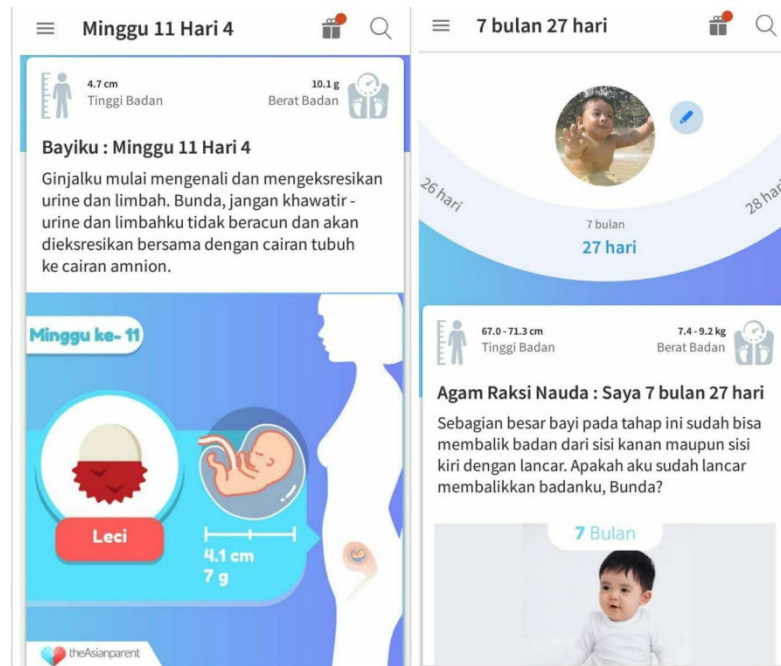 Minggu 11 Hari 4
4.7 cm
Tinggi Badan
10.1 g
Berat Badan
Bayiku : Minggu 11 Hari 4
Ginjalku mulai mengenali dan mengeksresikan
urine dan limbah. Bunda, jangan khawatir -
urine dan limbahku tidak beracun dan akan
dieksresikan bersama dengan cairan tubuh
ke cairan amnion.
Minggu ke- 11
Leci
4.1 cm
7 g
theAsianparent
7 bulan 27 hari
26 hari
7 bulan
27 hari
28 hari
67.0 - 71.3 cm
Tinggi Badan
7.4 - 9.2 kg
Berat Badan
Agam Raksi Nauda : Saya 7 bulan 27 hari
Sebagian besar bayi pada tahap ini sudah bisa
membalik badan dari sisi kanan maupun sisi
kiri dengan lancar. Apakah aku sudah lancar
membalikkan badanku, Bunda?
7 Bulan